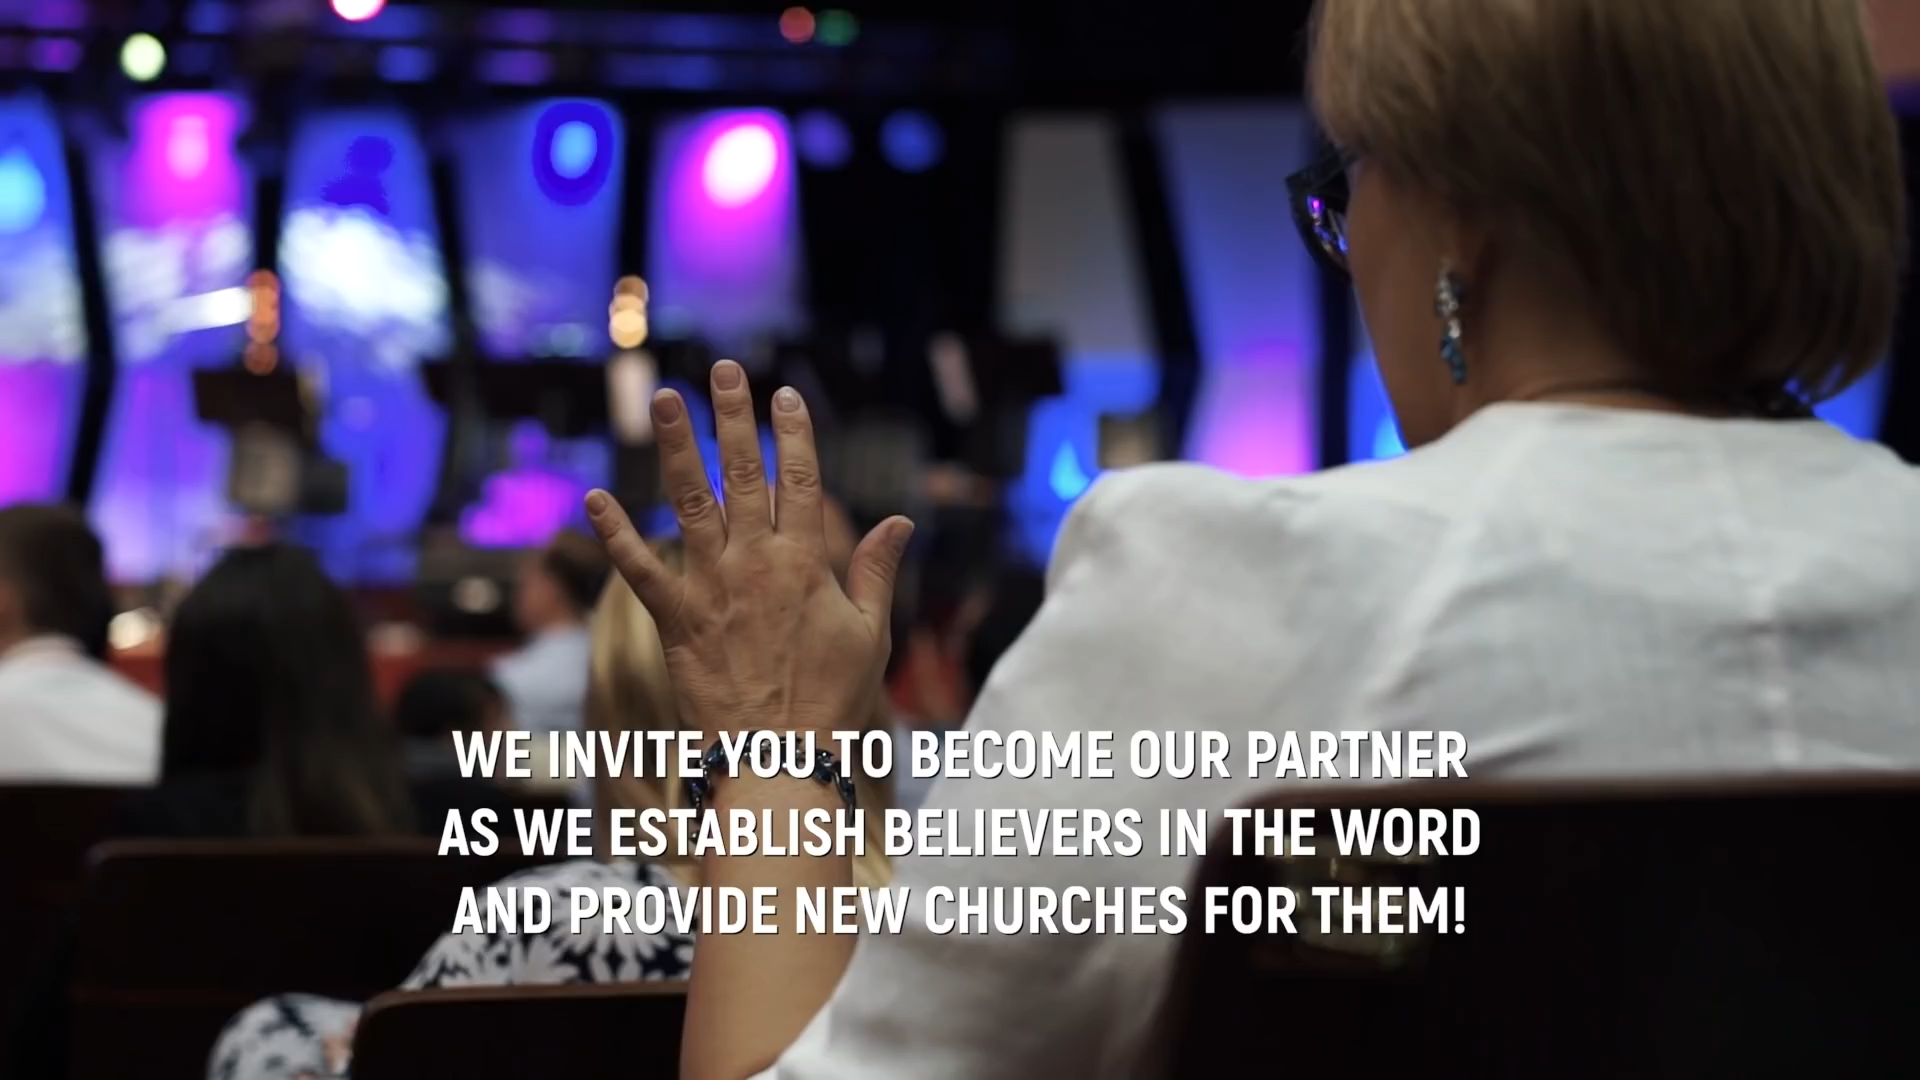 WE INVITE YOU TO BECOME OUR PARTNER
AS WE ESTABLISH BELIEVERS IN THE WORD
AND PROVIDE NEW CHURCHES FOR THEM!